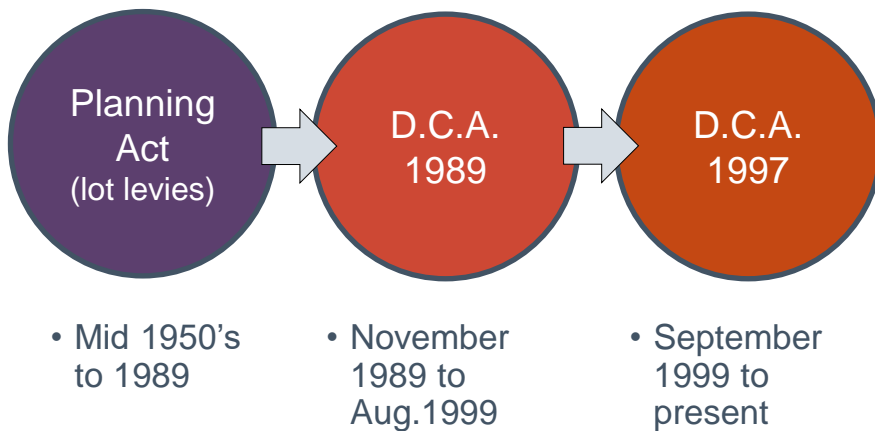 Planning
Act
(lot levies)
D.C.A.
1989
D.C.A.
1997
• Mid 1950's
to 1989
• November
1989 to
Aug.1999
• September
1999 to
present